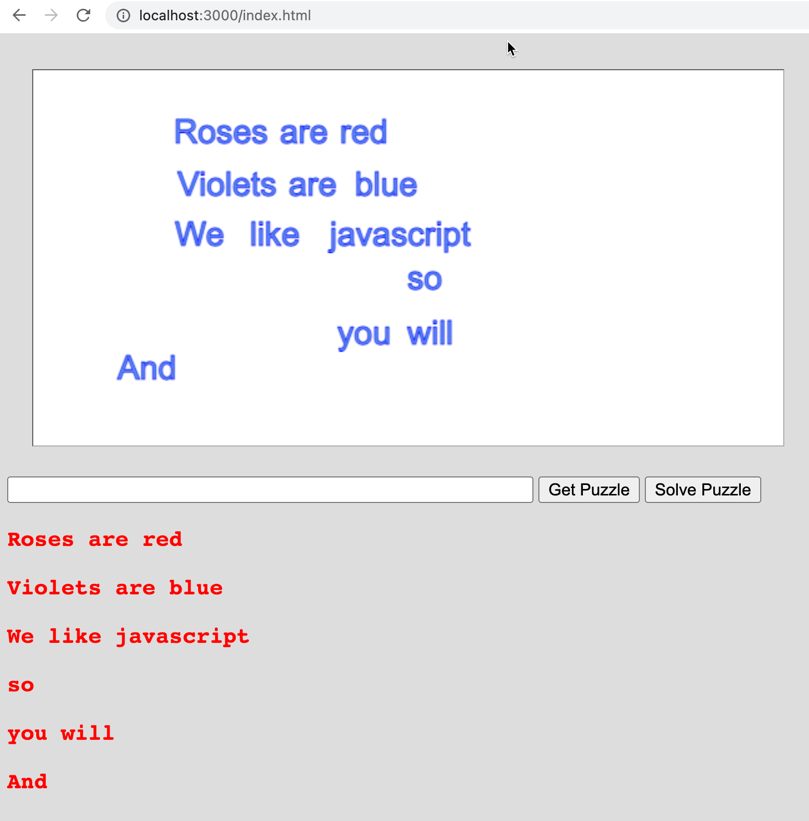 localhost:3000/index.html
Roses are red
Violets are blue
We like javascript
so
you will
And
Get Puzzle Solve Puzzle
Roses are red
Violets are blue
We like javascript
so
you will
And